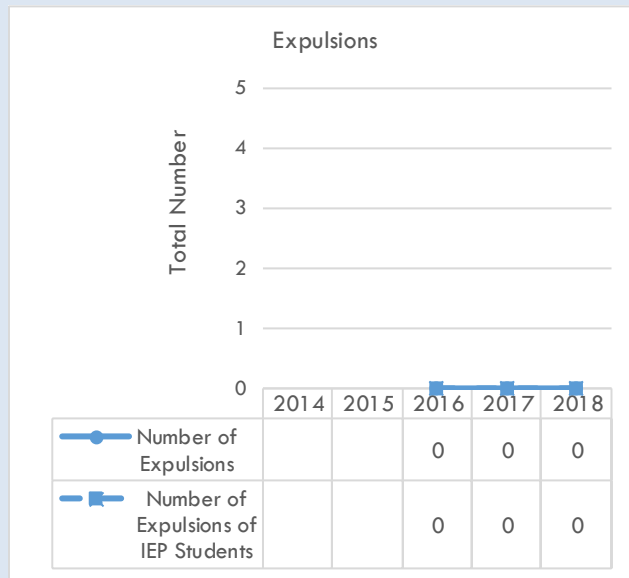 Expulsions
Total Number
5
4
3
2
1
0
2014 2015 2016 2017 2018
Number of
Expulsions
0 0 0
Number of
Expulsions of
IEP Students
0 0 0